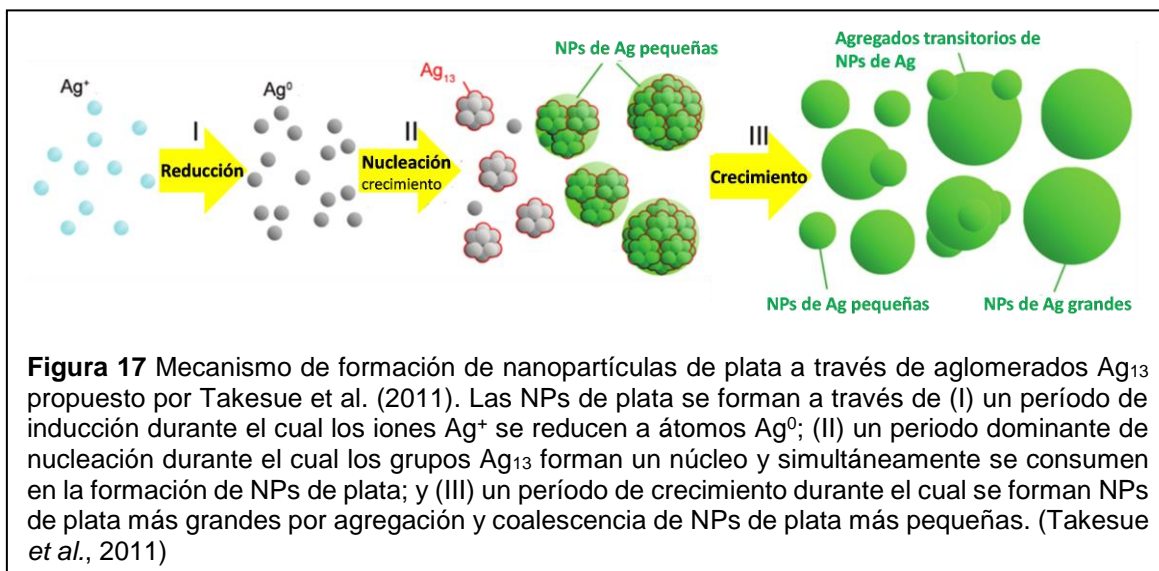 NPs de Ag pequeñas
Agregados transitorios de
NPs de Ag
Ag₁₃
Ag⁺
Ag⁰
I
II
III
Reducción
Nucleación
crecimiento
Crecimiento
NPs de Ag pequeñas
NPs de Ag grandes
Figura 17 Mecanismo de formación de nanopartículas de plata a través de aglomerados Ag₁₃
propuesto por Takesue et al. (2011). Las NPs de plata se forman a través de (I) un período de
inducción durante el cual los iones Ag⁺ se reducen a átomos Ag⁰; (II) un periodo dominante de
nucleación durante el cual los grupos Ag₁₃ forman un núcleo y simultáneamente se consumen
en la formación de NPs de plata; y (III) un período de crecimiento durante el cual se forman NPs
de plata más grandes por agregación y coalescencia de NPs de plata más pequeñas. (Takesue
et al., 2011)